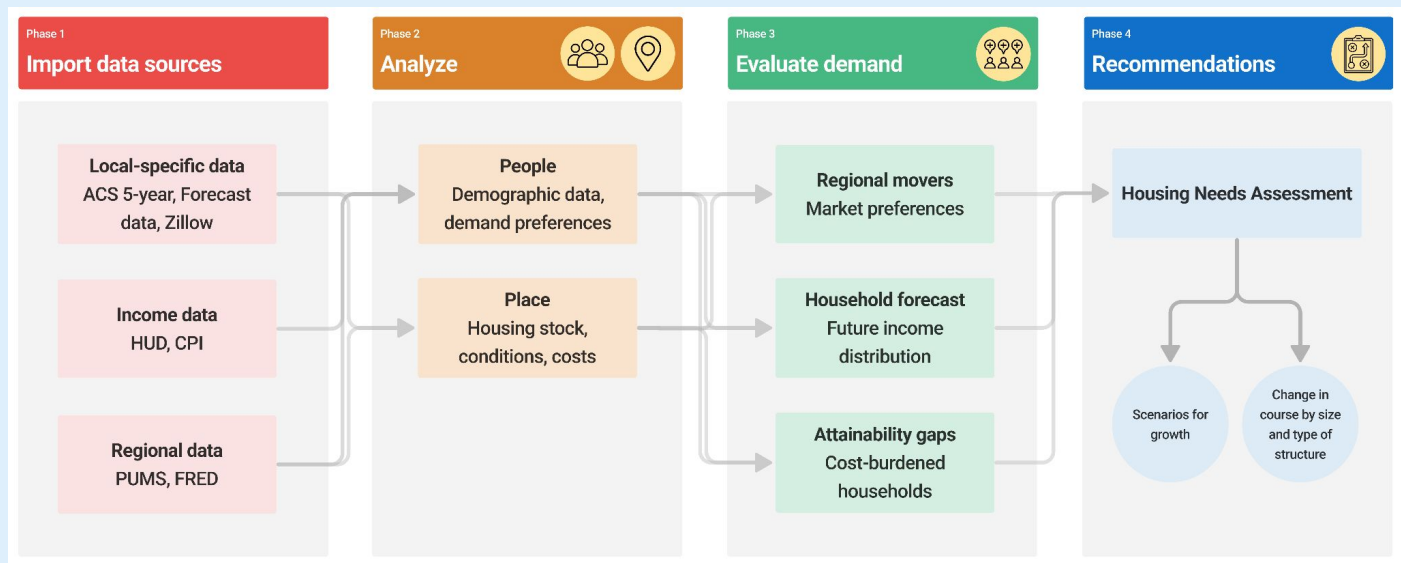 Phase 1
Import data sources
Local-specific data
ACS 5-year, Forecast
data, Zillow
Income data
HUD, CPI
Regional data
PUMS, FRED
Phase 2
Analyze
People
Demographic data,
demand preferences
Place
Housing stock,
conditions, costs
Phase 3
Evaluate demand
Regional movers
Market preferences
Household forecast
Future income
distribution
Attainability gaps
Cost-burdened
households
Phase 4
Recommendations
Housing Needs Assessment
Scenarios for
growth
Change in
course by size
and type of
structure